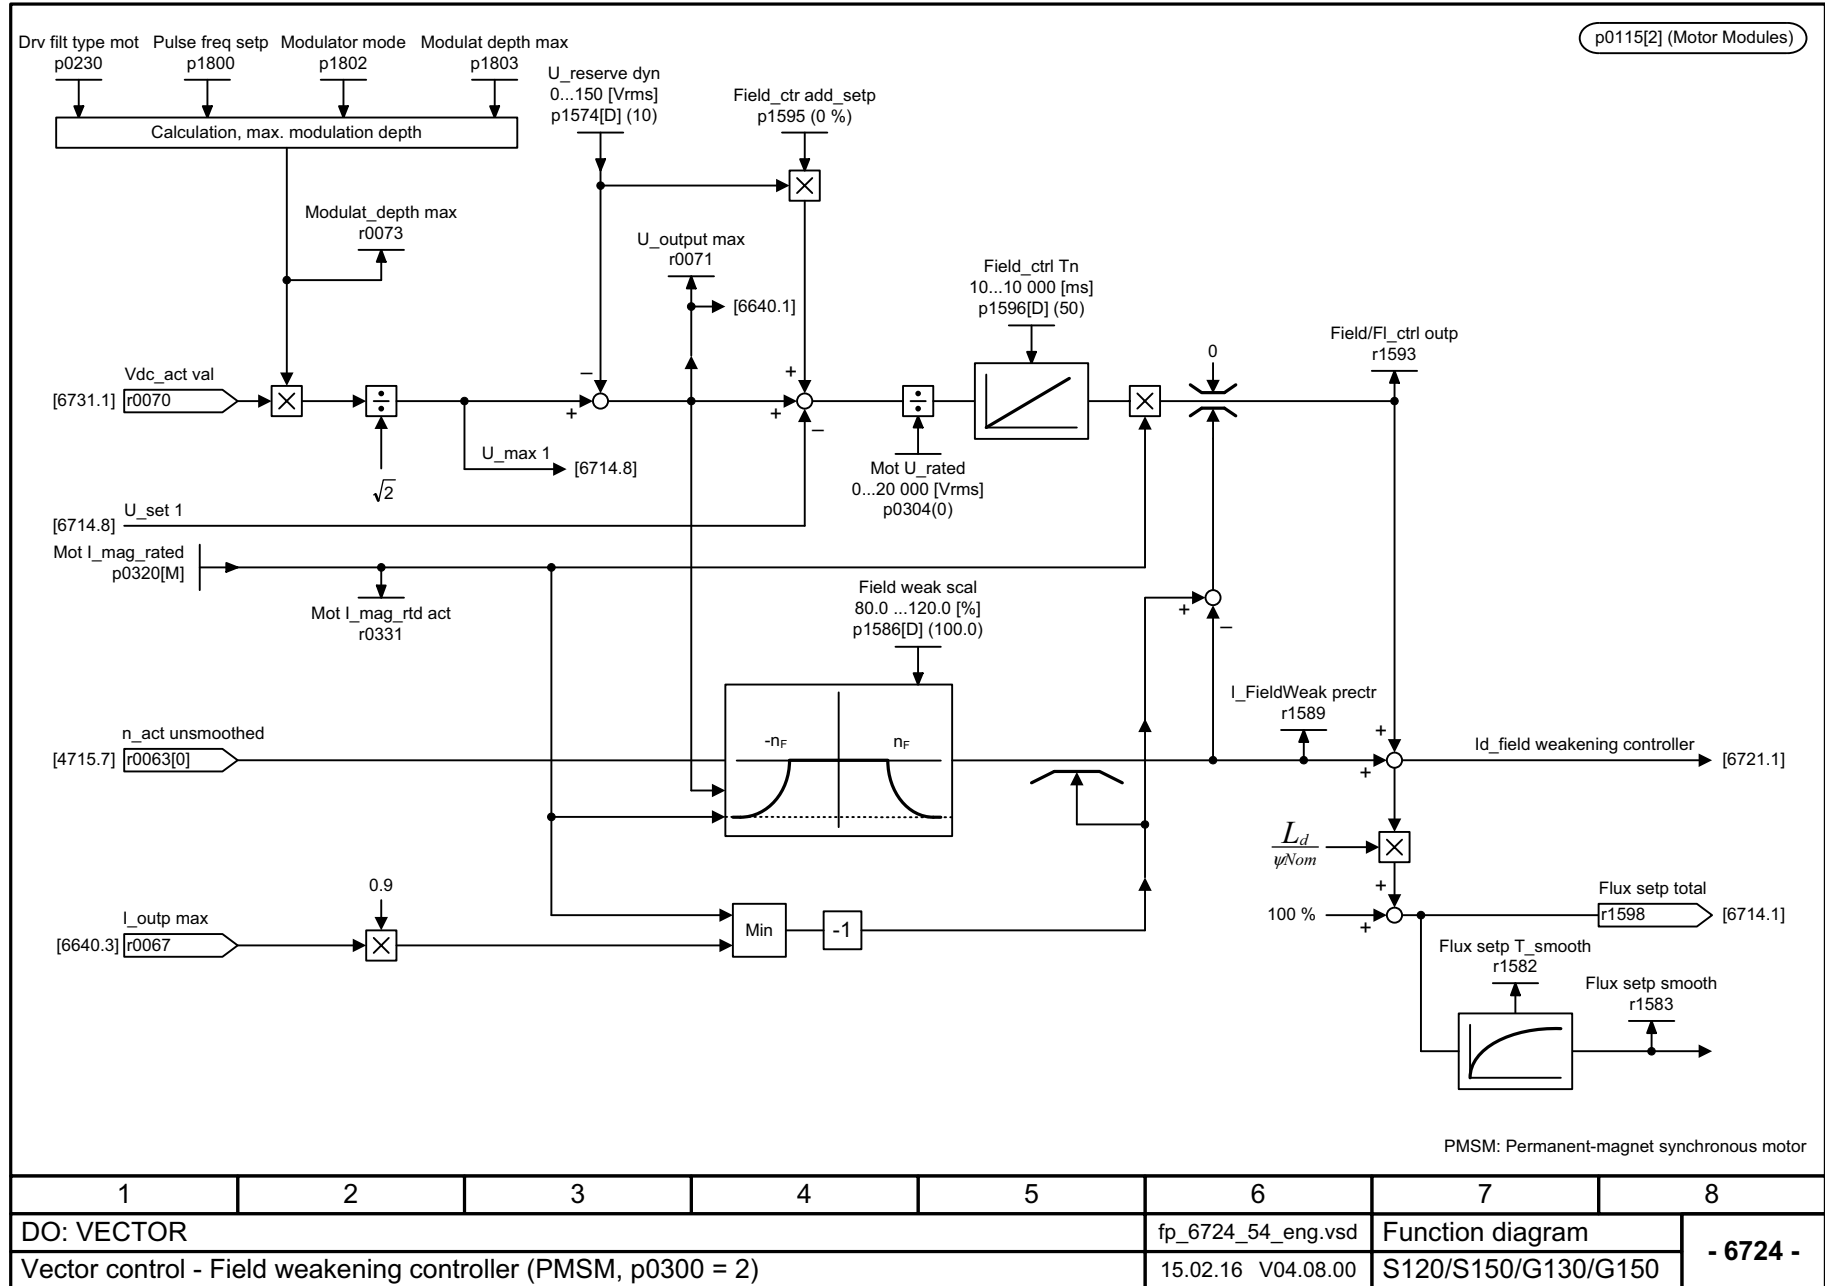 p0115[2] (Motor Modules)
Drv filt type mot
p0230
Pulse freq setp
p1800
Modulator mode
p1802
Modulat depth max
p1803
Calculation, max. modulation depth
U_reserve dyn
0...150 [Vrms]
p1574[D] (10)
Field_ctr add_setp
p1595 (0 %)
×
Modulat_depth max
r0073
U_output max
r0071
[6640.1]
Field_ctrl Tn
10...10 000 [ms]
p1596[D] (50)
0
Field/Fl_ctrl outp
r1593
[6731.1]
Vdc_act val
r0070
×
÷
√2
–
+
+
+
–
÷
×
U_max 1
[6714.8]
Mot U_rated
0...20 000 [Vrms]
p0304(0)
[6714.8]
U_set 1
Mot I_mag_rated
p0320[M]
Mot I_mag_rtd act
r0331
Field weak scal
80.0 ...120.0 [%]
p1586[D] (100.0)
+
–
I_FieldWeak prectr
r1589
[4715.7]
n_act unsmoothed
r0063[0]
-nF
nF
+
+
Id_field weakening controller
[6721.1]
Ld
ψNom
×
0.9
[6640.3]
I_outp max
r0067
×
Min
-1
100 %
+
+
Flux setp total
r1598
[6714.1]
Flux setp T_smooth
r1582
Flux setp smooth
r1583
PMSM: Permanent-magnet synchronous motor
1 2 3 4 5 6 7 8
DO: VECTOR
fp_6724_54_eng.vsd
Function diagram
- 6724 -
Vector control - Field weakening controller (PMSM, p0300 = 2)
15.02.16 V04.08.00
S120/S150/G130/G150